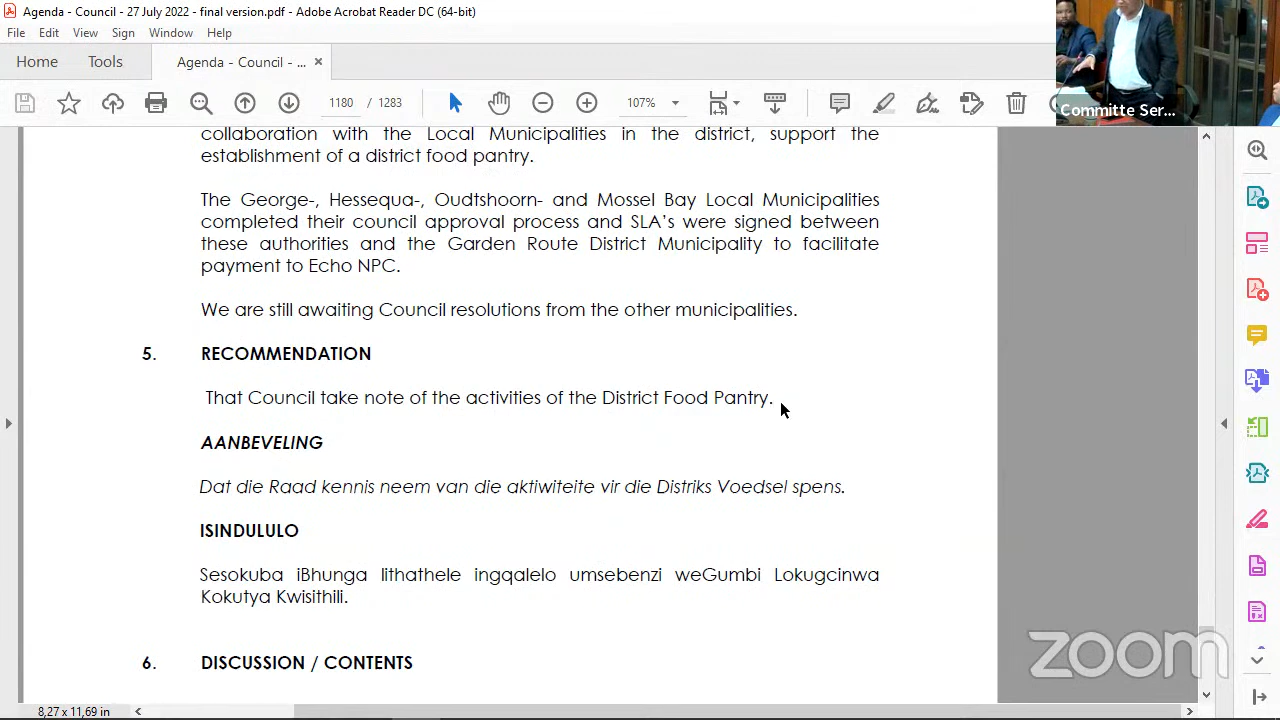 Agenda - Council - 27 July 2022 - final version.pdf - Adobe Acrobat Reader DC (64-bit)
File Edit View Sign Window Help
Home Tools Agenda - Council - ... ×
1180 / 1283 107%
Committe Ser...
collaboration with the Local Municipalities in the district, support the
establishment of a district food pantry.
The George-, Hessequa-, Oudtshoorn- and Mossel Bay Local Municipalities
completed their council approval process and SLA’s were signed between
these authorities and the Garden Route District Municipality to facilitate
payment to Echo NPC.
We are still awaiting Council resolutions from the other municipalities.
5. RECOMMENDATION
That Council take note of the activities of the District Food Pantry.
AANBEVELING
Dat die Raad kennis neem van die aktiwiteite vir die Distriks Voedsel spens.
ISINDULULO
Sesokuba iBhunga lithathele ingqalelo umsebenzi weGumbi Lokugcinwa
Kokutya Kwisithili.
6. DISCUSSION / CONTENTS
zoom
8,27 x 11,69 in